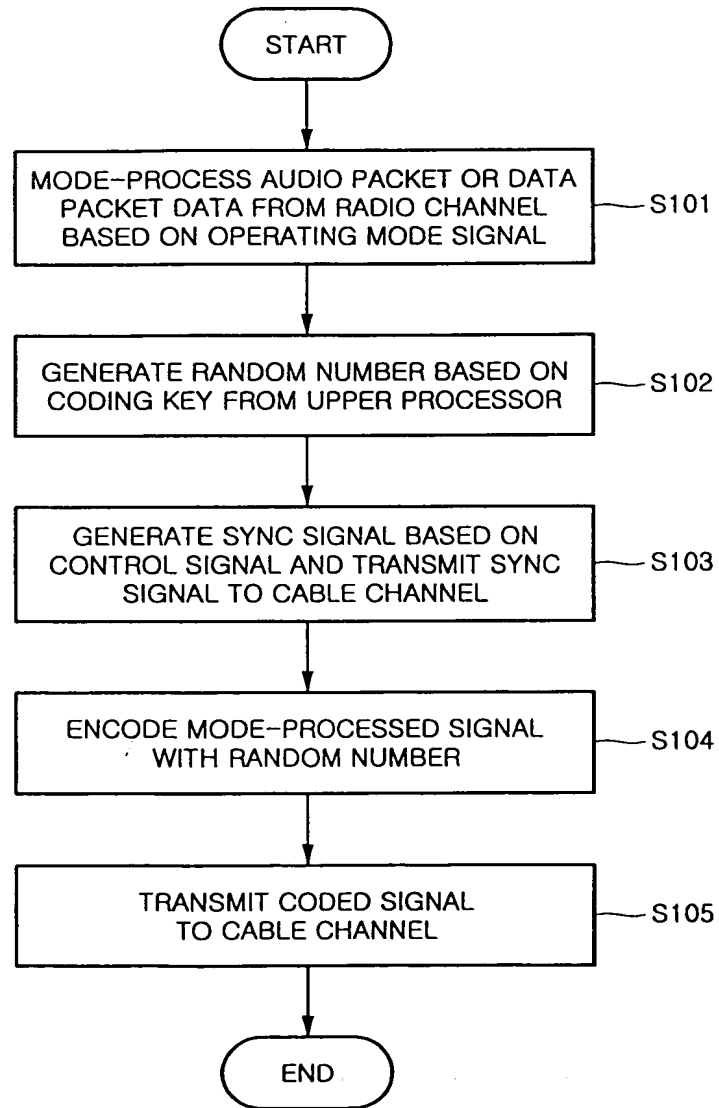 START
MODE-PROCESS AUDIO PACKET OR DATA
PACKET DATA FROM RADIO CHANNEL
BASED ON OPERATING MODE SIGNAL
S101
GENERATE RANDOM NUMBER BASED ON
CODING KEY FROM UPPER PROCESSOR
S102
GENERATE SYNC SIGNAL BASED ON
CONTROL SIGNAL AND TRANSMIT SYNC
SIGNAL TO CABLE CHANNEL
S103
ENCODE MODE-PROCESSED SIGNAL
WITH RANDOM NUMBER
S104
TRANSMIT CODED SIGNAL
TO CABLE CHANNEL
S105
END